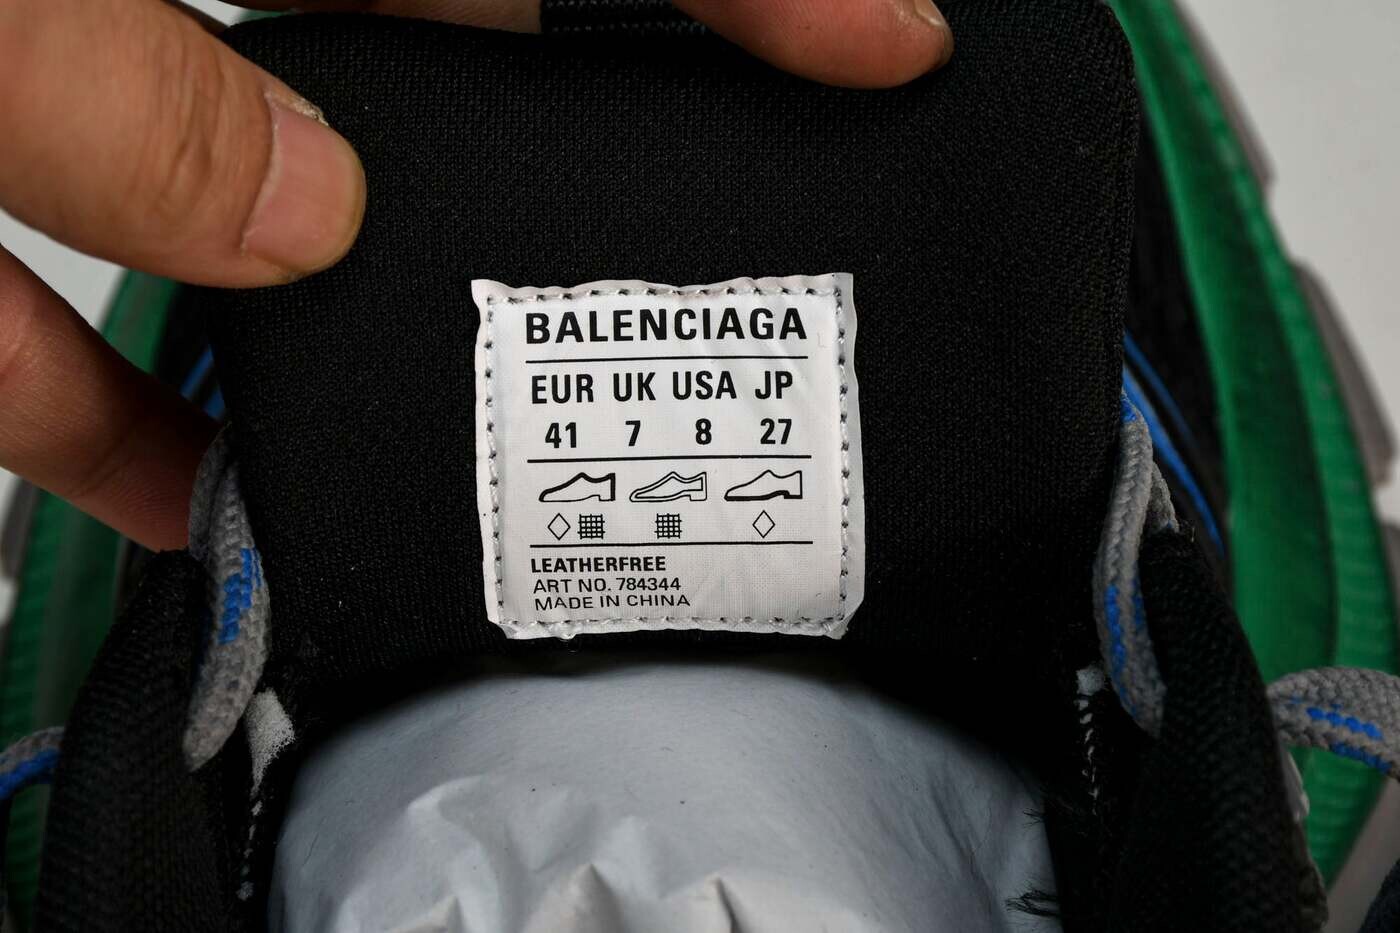 BALENCIAGA
EUR UK USA JP
41 7 8 27
LEATHERFREE
ART NO. 784344
MADE IN CHINA